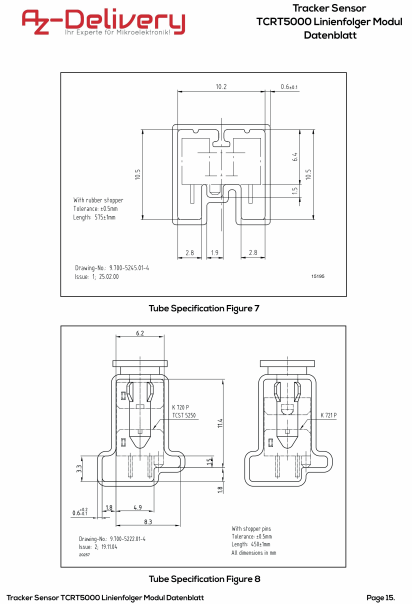 Az-Delivery
Ihr Experte für Mikroelektronik!
Tracker Sensor
TCRT5000 Linienfolger Modul
Datenblatt
10.2
0.6±0.1
10.5
6.4
10.5
1.5
With rubber stopper
Tolerance: ±0.5mm
Length: 575±1mm
2.8
1.9
2.8
Drawing-No.: 9.700-5245.01-4
Issue: 1; 25.02.00
15195
Tube Specification Figure 7
6.2
K 720 P
TCST 5250
K 721 P
11.4
3.3
1.5
1.8
1.8
4.9
0.6
8.3
With stopper pins
Tolerance: ±0.5mm
Length: 450±1mm
All dimensions in mm
Drawing-No.: 9.700-5222.01-4
Issue: 2; 19.11.04
Tube Specification Figure 8
Tracker Sensor TCRT5000 Linienfolger Modul Datenblatt
Page 15.